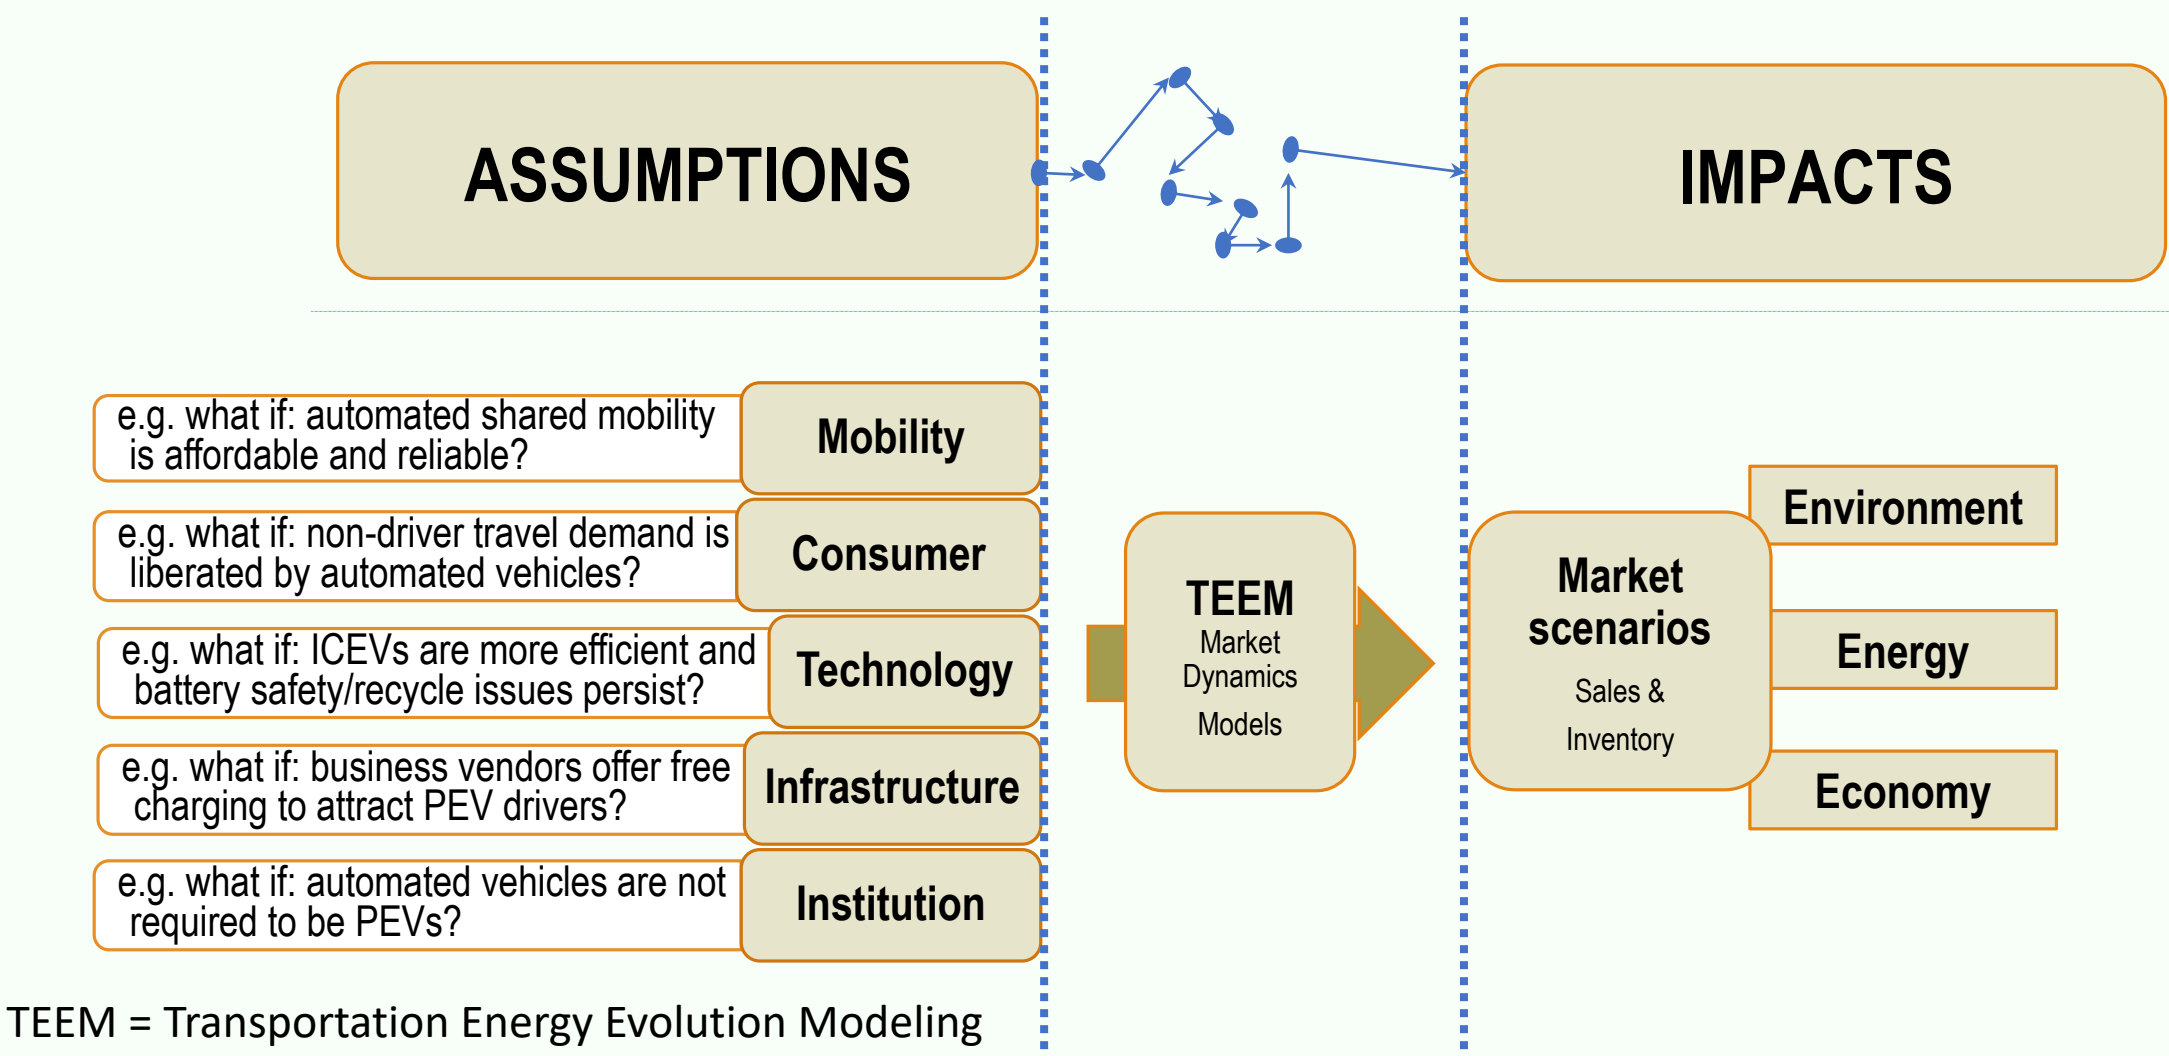 ASSUMPTIONS
IMPACTS
e.g. what if: automated shared mobility
is affordable and reliable?
Mobility
e.g. what if: non-driver travel demand is
liberated by automated vehicles?
Consumer
e.g. what if: ICEVs are more efficient and
battery safety/recycle issues persist?
Technology
e.g. what if: business vendors offer free
charging to attract PEV drivers?
Infrastructure
e.g. what if: automated vehicles are not
required to be PEVs?
Institution
TEEM
Market
Dynamics
Models
Market
scenarios
Sales &
Inventory
Environment
Energy
Economy
TEEM = Transportation Energy Evolution Modeling